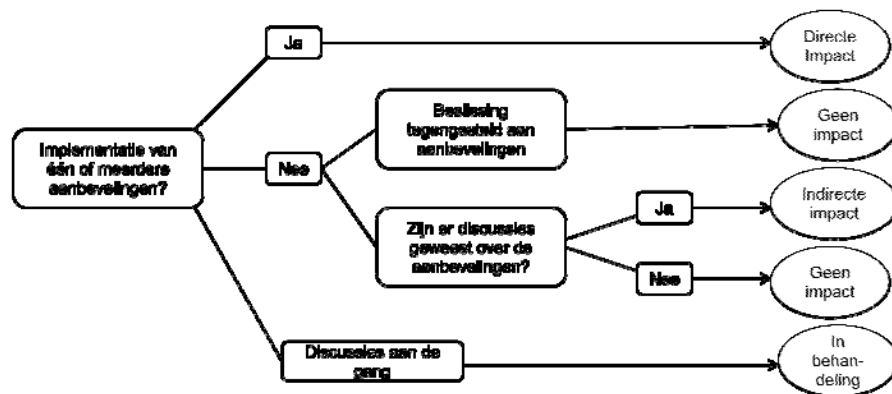 Ja
Directe
Impact
Beslissing
tegengesteld aan
aanbevelingen
Geen
impact
Implementatie van
één of meerdere
aanbevelingen?
Nee
Zijn er discussies
geweest over de
aanbevelingen?
Ja
Indirecte
impact
Nee
Geen
impact
Discussies aan de
gang
In
behan-
deling